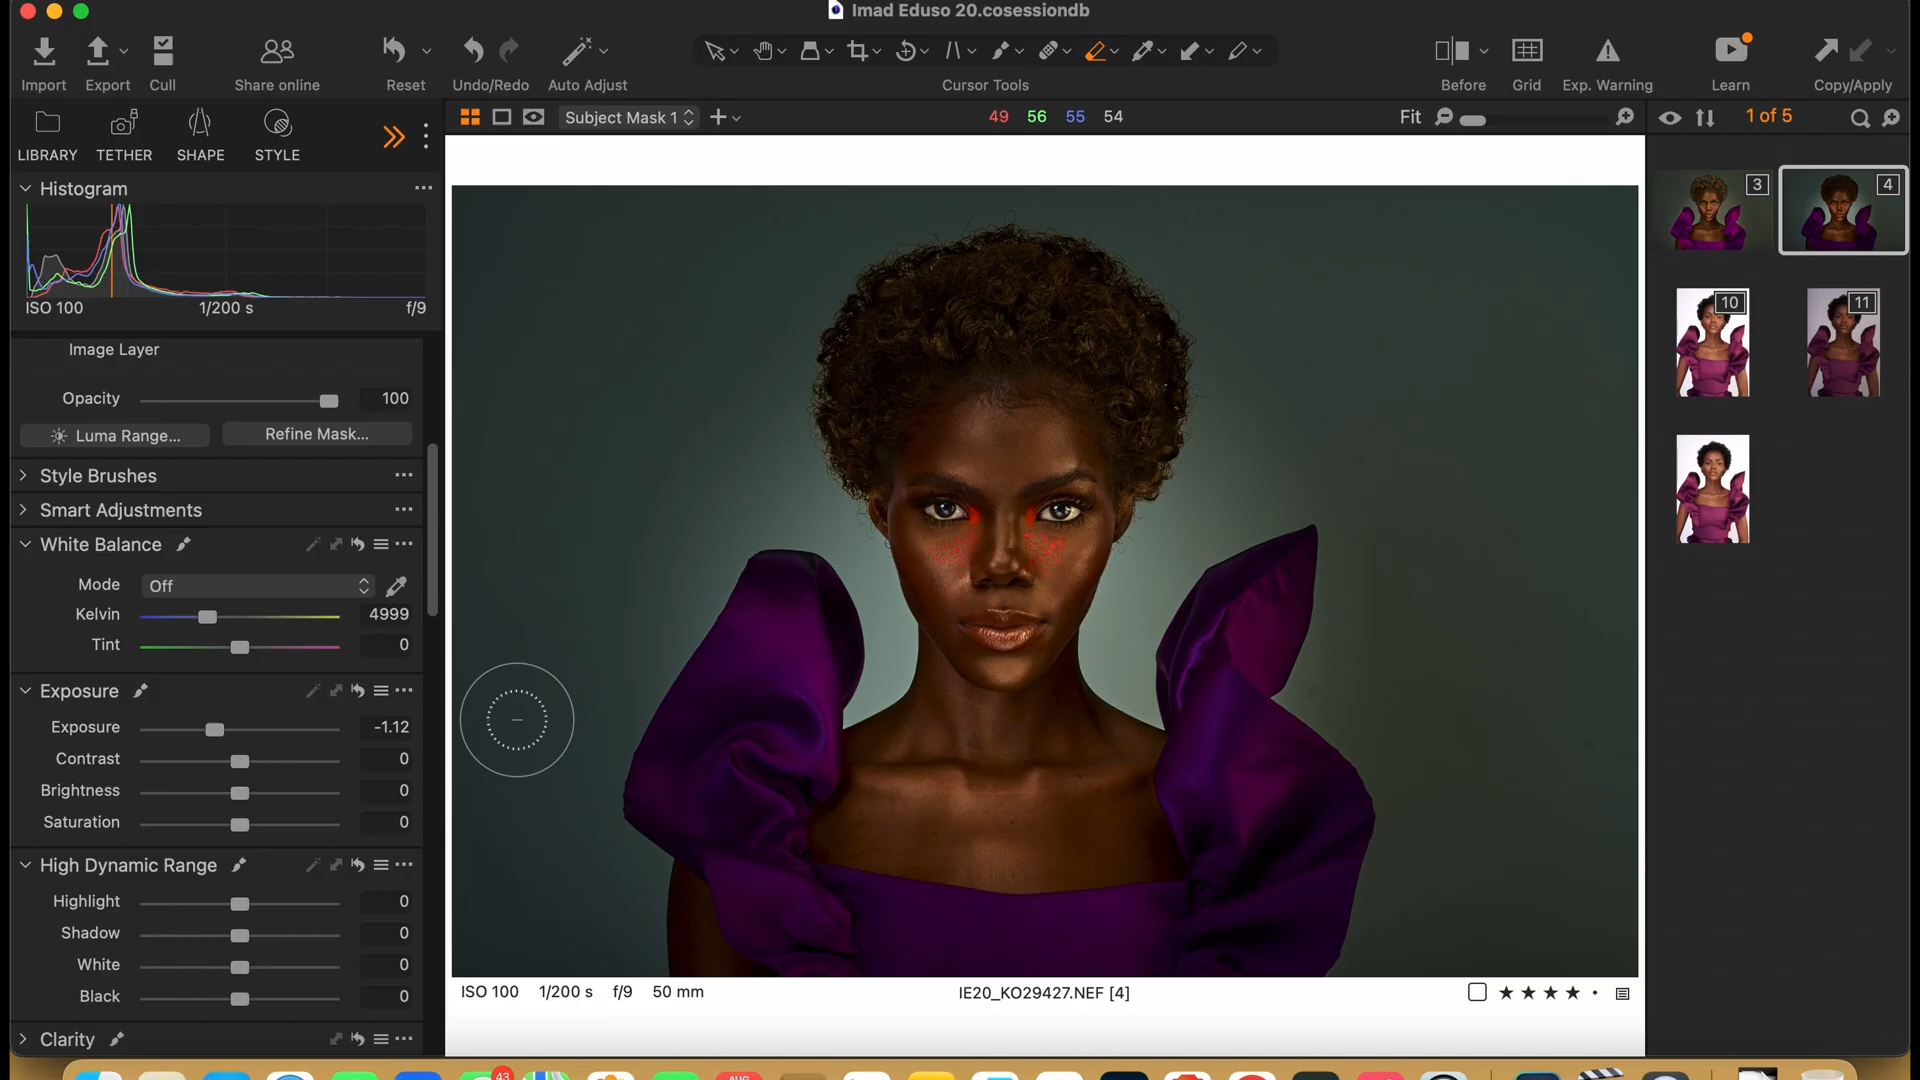 Imad Eduso 20.cosessiondb
Import Export Cull Share online Reset Undo/Redo Auto Adjust Cursor Tools Before Grid Exp. Warning Learn Copy/Apply
LIBRARY TETHER SHAPE STYLE
Subject Mask 1 49 56 55 54 Fit 1 of 5
Histogram
ISO 100 1/200 s f/9
Image Layer
Opacity 100
Luma Range... Refine Mask...
Style Brushes
Smart Adjustments
White Balance
Mode Off
Kelvin 4999
Tint 0
Exposure
Exposure -1.12
Contrast 0
Brightness 0
Saturation 0
High Dynamic Range
Highlight 0
Shadow 0
White 0
Black 0
Clarity
3 4
10 11
ISO 100 1/200 s f/9 50 mm IE20_KO29427.NEF [4]
43
AUG